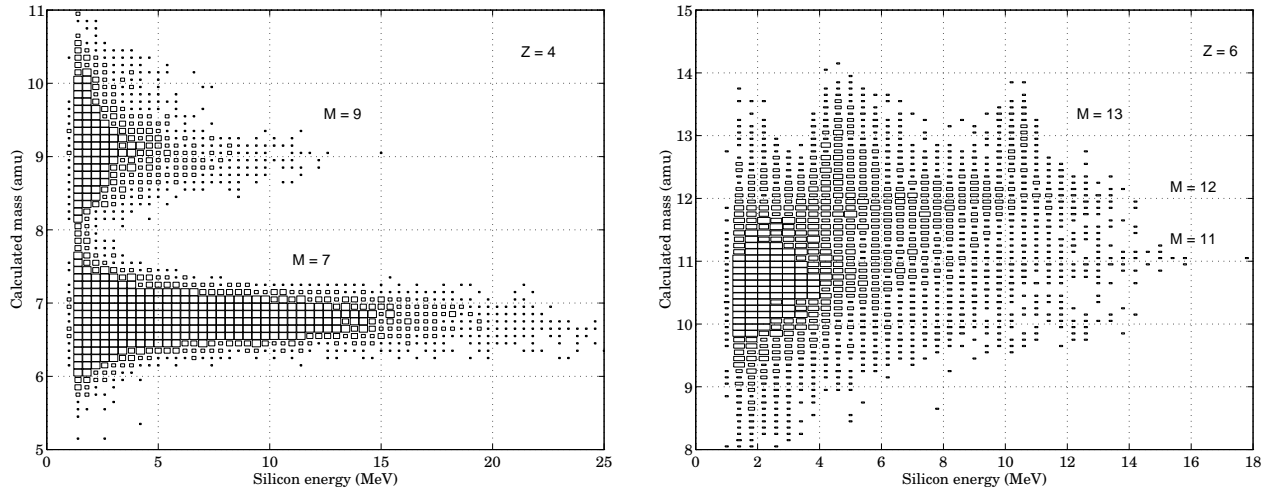 11
10
9
8
7
6
5
Calculated mass (amu)
Z = 4
M = 9
M = 7
0
5
10
15
20
25
Silicon energy (MeV)
15
14
13
12
11
10
9
8
Calculated mass (amu)
Z = 6
M = 13
M = 12
M = 11
0
2
4
6
8
10
12
14
16
18
Silicon energy (MeV)